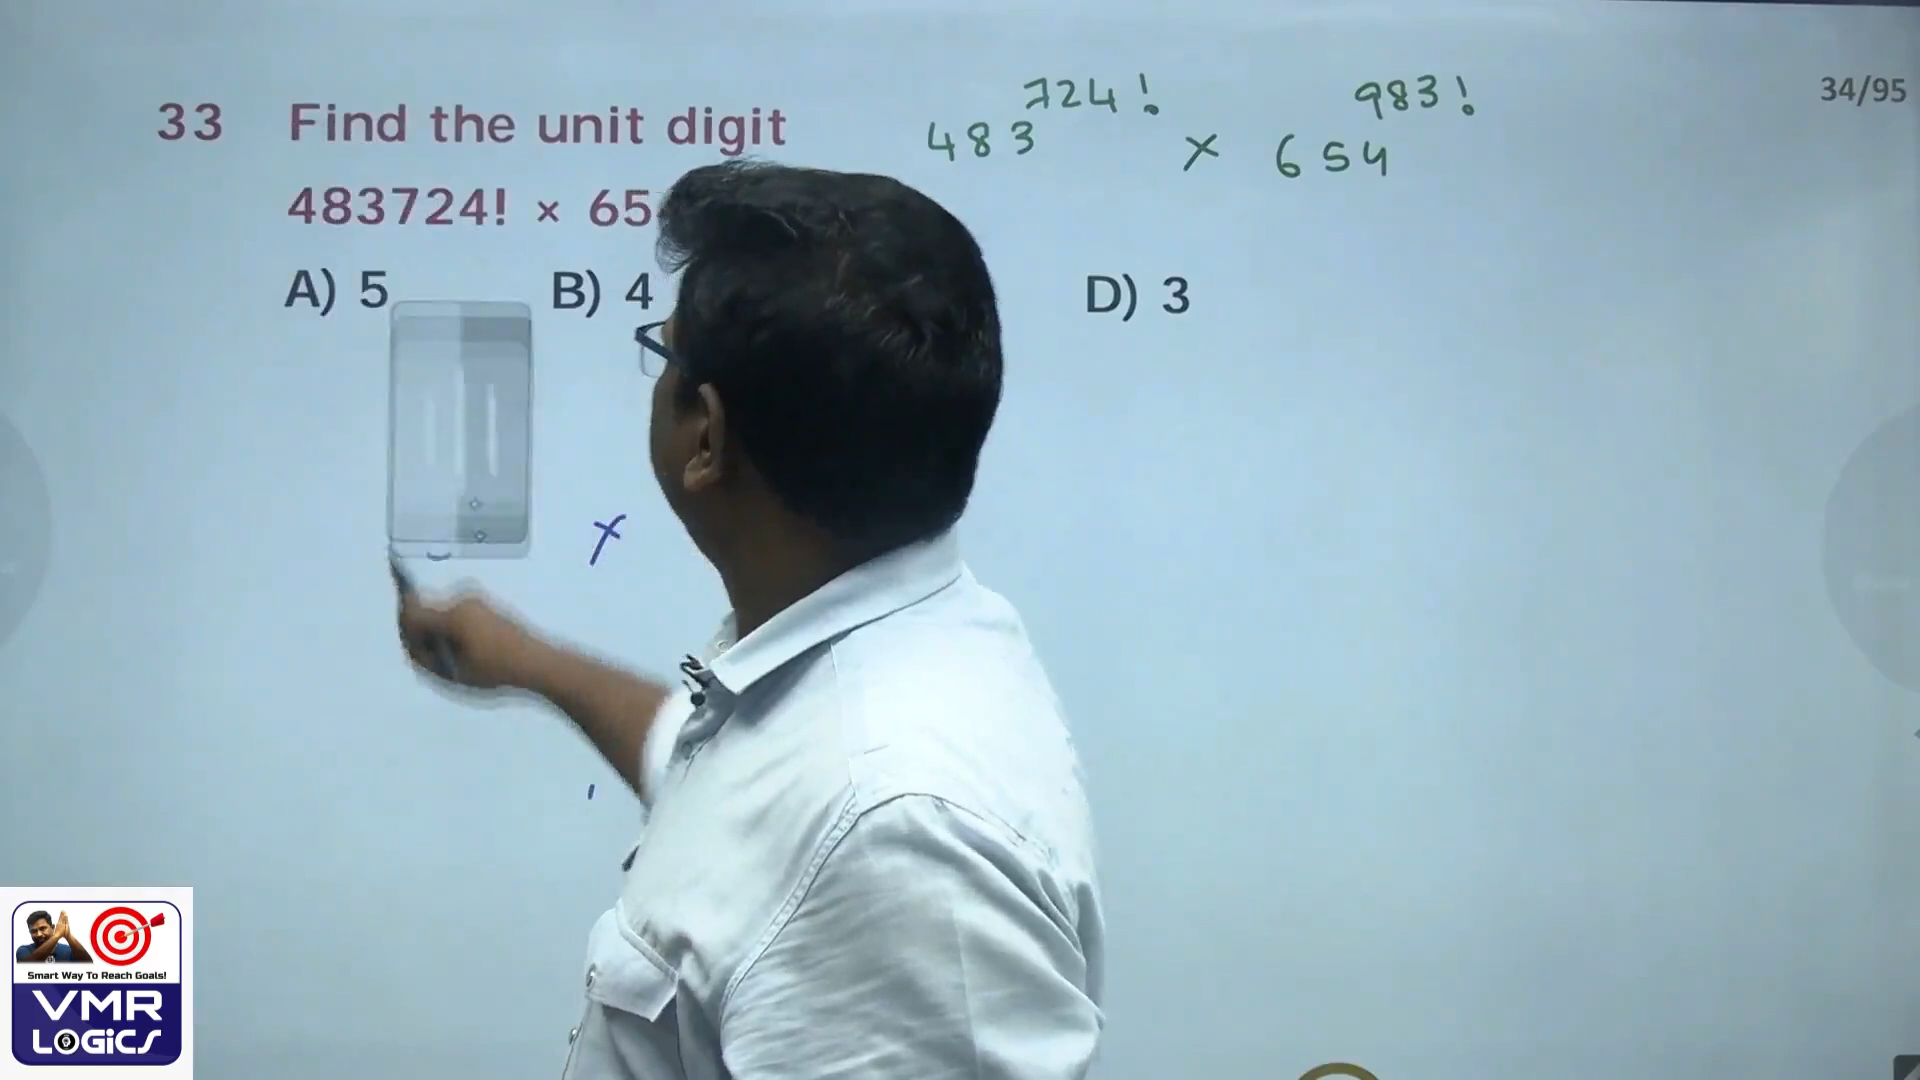 33 Find the unit digit
483724! × 65
A) 5 B) 4 D) 3
483^724! × 654^983!
34/95
×
Smart Way To Reach Goals!
VMR
LOGICS